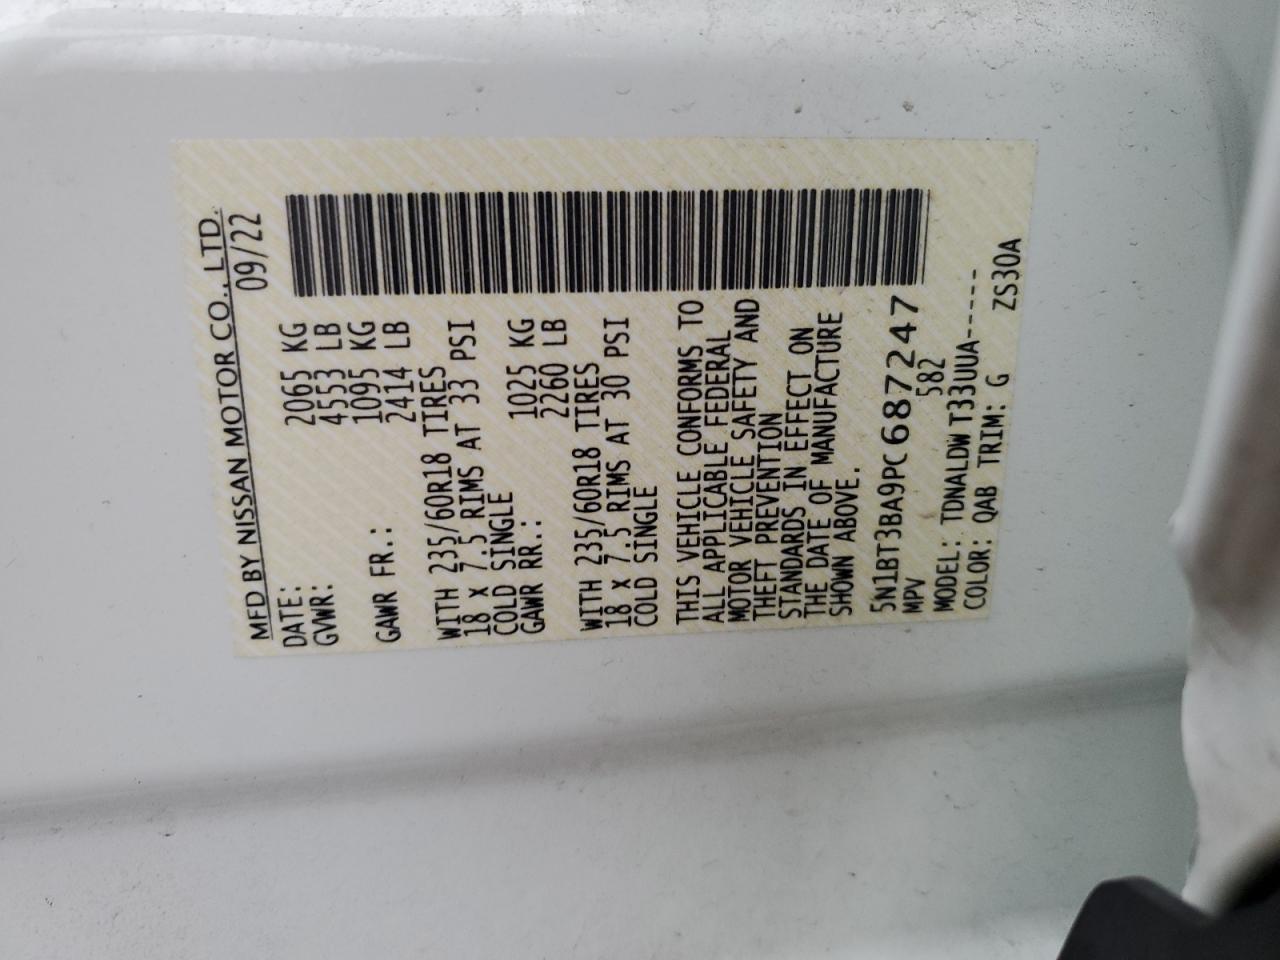 MFD BY NISSAN MOTOR CO., LTD.
DATE: 09/22
GVWR: 2065 KG
4553 LB
1095 KG
GAWR FR.: 2414 LB
WITH 235/60R18 TIRES
18 x 7.5 RIMS AT 33 PSI
COLD SINGLE
GAWR RR.: 1025 KG
2260 LB
WITH 235/60R18 TIRES
18 x 7.5 RIMS AT 30 PSI
COLD SINGLE
THIS VEHICLE CONFORMS TO
ALL APPLICABLE FEDERAL
MOTOR VEHICLE SAFETY AND
THEFT PREVENTION
STANDARDS IN EFFECT ON
THE DATE OF MANUFACTURE
SHOWN ABOVE.
5N1BT3BA9PC687247
MPV 582
MODEL: TDNALDW T33UUA-----
COLOR: QAB TRIM: G ZS30A